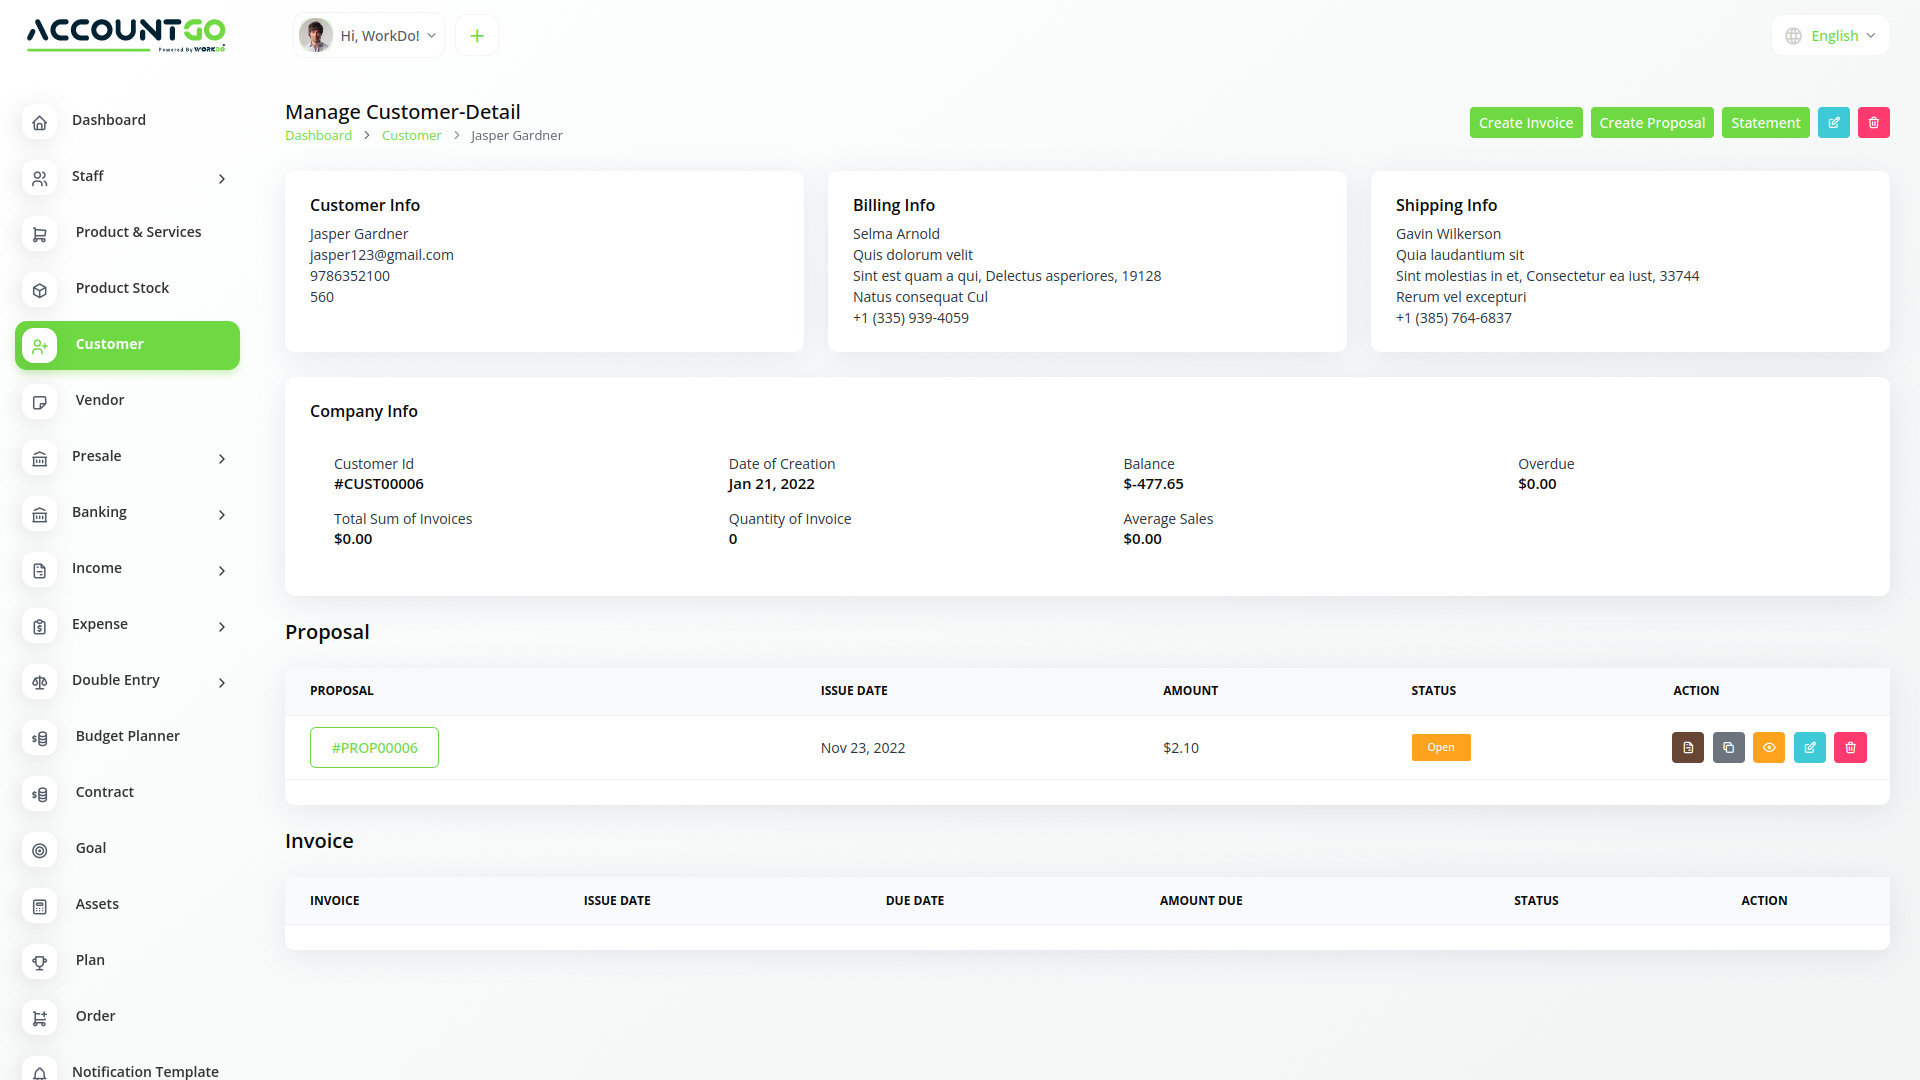 ACCOUNTGO
Powered By WORKDO
Hi, WorkDo!
English
Dashboard
Staff
Product & Services
Product Stock
Customer
Vendor
Presale
Banking
Income
Expense
Double Entry
Budget Planner
Contract
Goal
Assets
Plan
Order
Notification Template
Manage Customer-Detail
Dashboard > Customer > Jasper Gardner
Create Invoice
Create Proposal
Statement
Customer Info
Jasper Gardner
jasper123@gmail.com
9786352100
560
Billing Info
Selma Arnold
Quis dolorum velit
Sint est quam a qui, Delectus asperiores, 19128
Natus consequat Cul
+1 (335) 939-4059
Shipping Info
Gavin Wilkerson
Quia laudantium sit
Sint molestias in et, Consectetur ea iust, 33744
Rerum vel excepturi
+1 (385) 764-6837
Company Info
Customer Id
#CUST00006
Date of Creation
Jan 21, 2022
Balance
$-477.65
Overdue
$0.00
Total Sum of Invoices
$0.00
Quantity of Invoice
0
Average Sales
$0.00
Proposal
PROPOSAL ISSUE DATE AMOUNT STATUS ACTION
#PROP00006 Nov 23, 2022 $2.10 Open
Invoice
INVOICE ISSUE DATE DUE DATE AMOUNT DUE STATUS ACTION